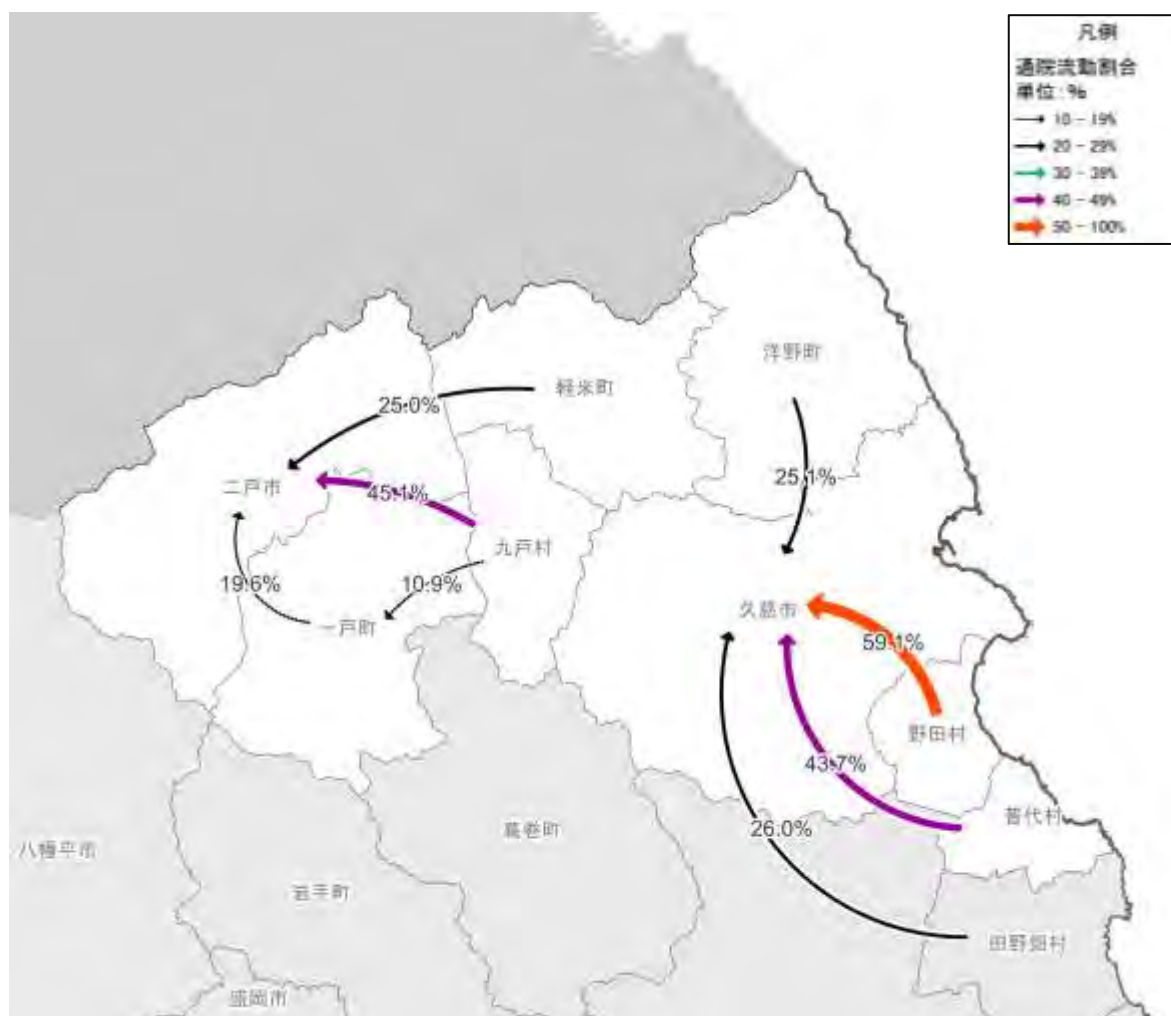 凡例
通院流動割合
単位:%
10 - 19%
20 - 29%
30 - 39%
40 - 49%
50 - 100%
洋野町
軽米町
25.0%
25.1%
二戸市
45.1%
九戸村
19.6%
10.9%
一戸町
久慈市
59.1%
野田村
43.7%
普代村
26.0%
葛巻町
八幡平市
岩手町
田野畑村
盛岡市